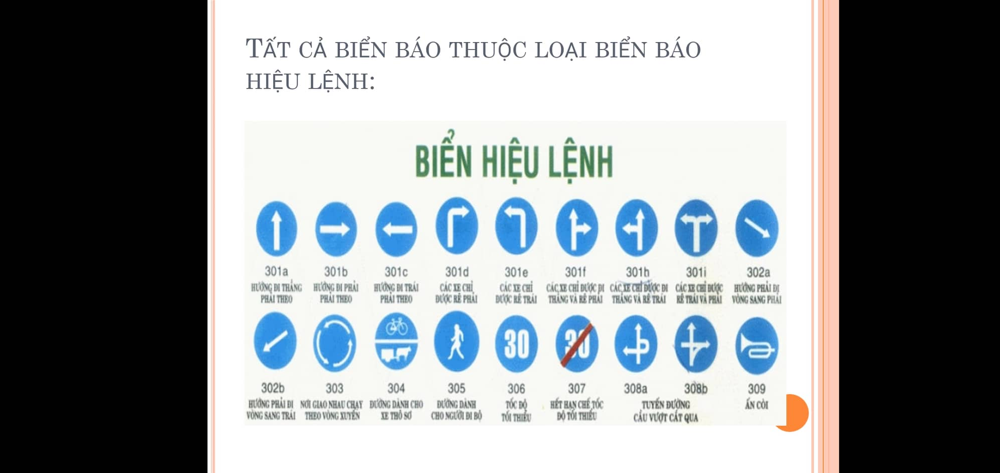 TẤT CẢ BIỂN BÁO THUỘC LOẠI BIỂN BÁO
HIỆU LỆNH:
BIỂN HIỆU LỆNH
301a 301b 301c 301d 301e 301f 301h 301i 302a
HƯỚNG ĐI THẲNG PHẢI THEO
HƯỚNG ĐI PHẢI PHẢI THEO
HƯỚNG ĐI TRÁI PHẢI THEO
CÁC XE CHỈ ĐƯỢC RẼ PHẢI
CÁC XE CHỈ ĐƯỢC RẼ TRÁI
CÁC XE CHỈ ĐƯỢC ĐI THẲNG VÀ RẼ PHẢI
CÁC XE CHỈ ĐƯỢC ĐI THẲNG VÀ RẼ TRÁI
CÁC XE CHỈ ĐƯỢC RẼ TRÁI VÀ PHẢI
HƯỚNG PHẢI ĐI VÒNG SANG PHẢI
30 30
302b 303 304 305 306 307 308a 308b 309
HƯỚNG PHẢI ĐI VÒNG SANG TRÁI
NƠI GIAO NHAU CHẠY THEO VÒNG XUYẾN
ĐƯỜNG DÀNH CHO XE THÔ SƠ
ĐƯỜNG DÀNH CHO NGƯỜI ĐI BỘ
TỐC ĐỘ TỐI THIỂU
HẾT HẠN CHẾ TỐC ĐỘ TỐI THIỂU
TUYẾN ĐƯỜNG CẦU VƯỢT CẮT QUA
ẤN CÒI